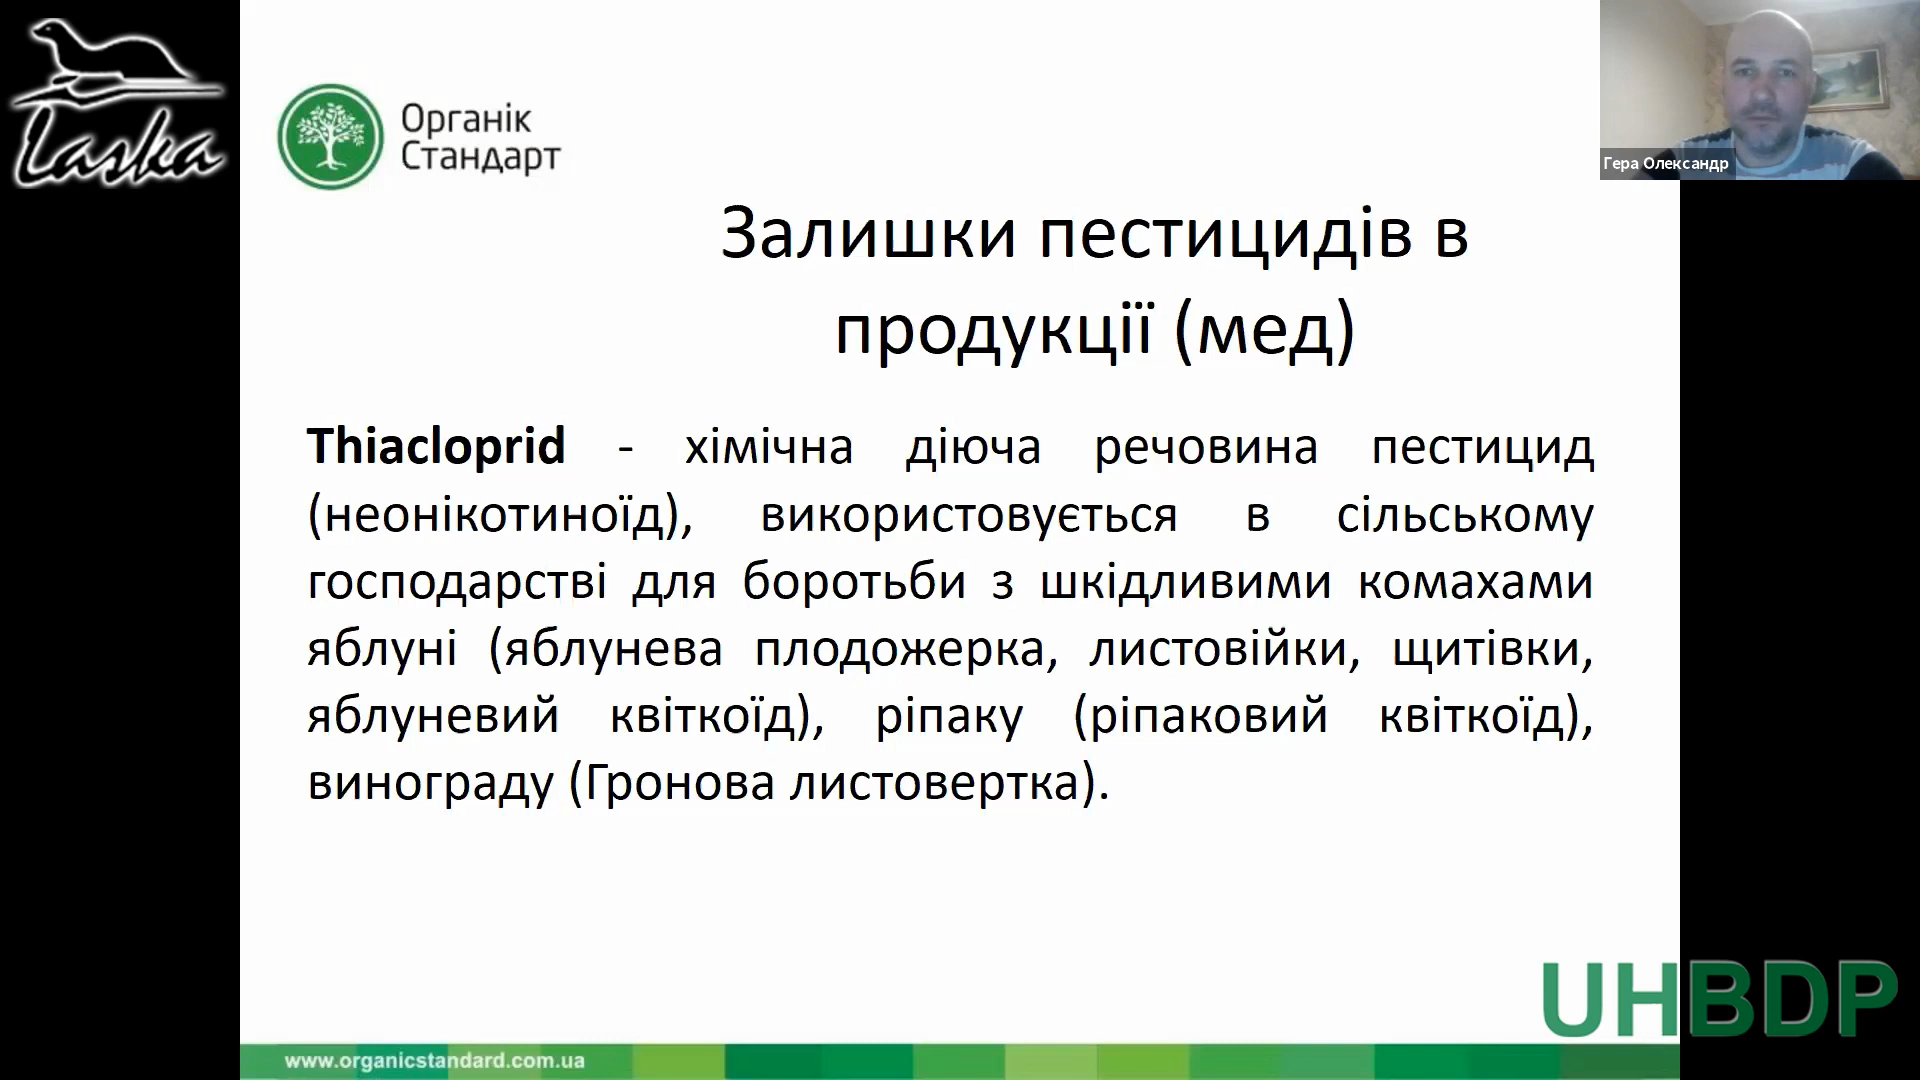 Laska
Органік
Стандарт
Гера Олександр
Залишки пестицидів в
продукції (мед)
Thiacloprid - хімічна діюча речовина пестицид
(неонікотиноїд), використовується в сільському
господарстві для боротьби з шкідливими комахами
яблуні (яблунева плодожерка, листовійки, щитівки,
яблуневий квіткоїд), ріпаку (ріпаковий квіткоїд),
винограду (Гронова листовертка).
UHBDP
www.organicstandard.com.ua